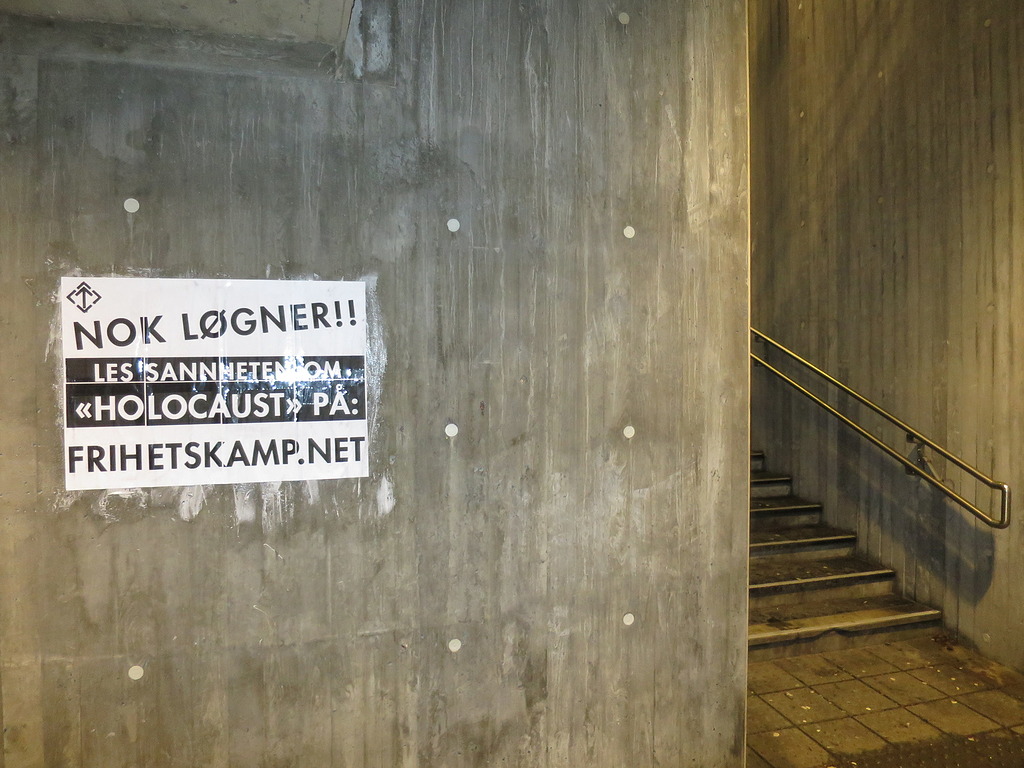 NOK LØGNER!!
LES SANNHETEN OM
«HOLOCAUST» PÅ:
FRIHETSKAMP.NET